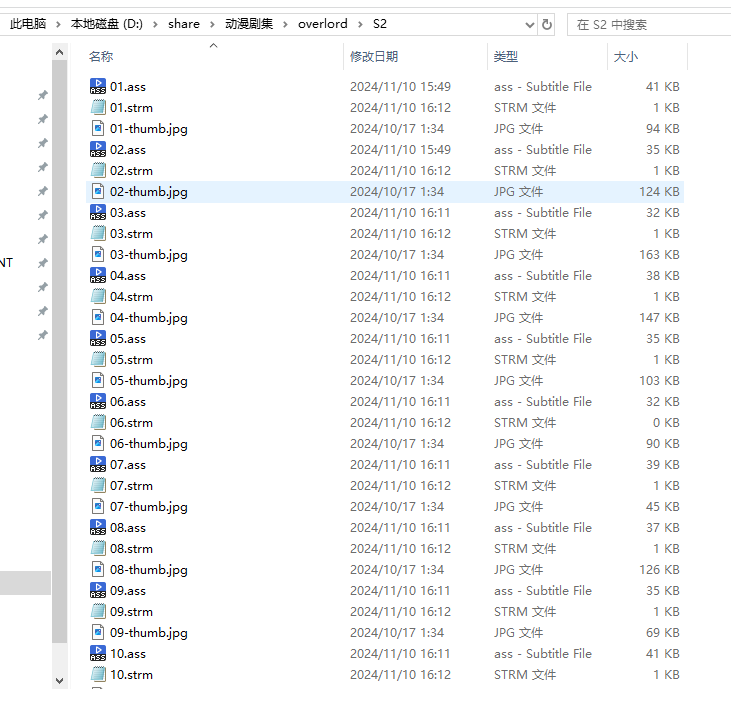 此电脑 > 本地磁盘 (D:) > share > 动漫剧集 > overlord > S2
在 S2 中搜索
名称 修改日期 类型 大小
01.ass 2024/11/10 15:49 ass - Subtitle File 41 KB
01.strm 2024/11/10 16:12 STRM 文件 1 KB
01-thumb.jpg 2024/10/17 1:34 JPG 文件 94 KB
02.ass 2024/11/10 15:49 ass - Subtitle File 35 KB
02.strm 2024/11/10 16:12 STRM 文件 1 KB
02-thumb.jpg 2024/10/17 1:34 JPG 文件 124 KB
03.ass 2024/11/10 16:11 ass - Subtitle File 32 KB
03.strm 2024/11/10 16:12 STRM 文件 1 KB
03-thumb.jpg 2024/10/17 1:34 JPG 文件 163 KB
NT
04.ass 2024/11/10 16:11 ass - Subtitle File 38 KB
04.strm 2024/11/10 16:12 STRM 文件 1 KB
04-thumb.jpg 2024/10/17 1:34 JPG 文件 147 KB
05.ass 2024/11/10 16:11 ass - Subtitle File 35 KB
05.strm 2024/11/10 16:12 STRM 文件 1 KB
05-thumb.jpg 2024/10/17 1:34 JPG 文件 103 KB
06.ass 2024/11/10 16:11 ass - Subtitle File 32 KB
06.strm 2024/11/10 16:12 STRM 文件 0 KB
06-thumb.jpg 2024/10/17 1:34 JPG 文件 90 KB
07.ass 2024/11/10 16:11 ass - Subtitle File 39 KB
07.strm 2024/11/10 16:12 STRM 文件 1 KB
07-thumb.jpg 2024/10/17 1:34 JPG 文件 45 KB
08.ass 2024/11/10 16:11 ass - Subtitle File 37 KB
08.strm 2024/11/10 16:12 STRM 文件 1 KB
08-thumb.jpg 2024/10/17 1:34 JPG 文件 126 KB
09.ass 2024/11/10 16:11 ass - Subtitle File 35 KB
09.strm 2024/11/10 16:12 STRM 文件 1 KB
09-thumb.jpg 2024/10/17 1:34 JPG 文件 69 KB
10.ass 2024/11/10 16:11 ass - Subtitle File 41 KB
10.strm 2024/11/10 16:12 STRM 文件 1 KB